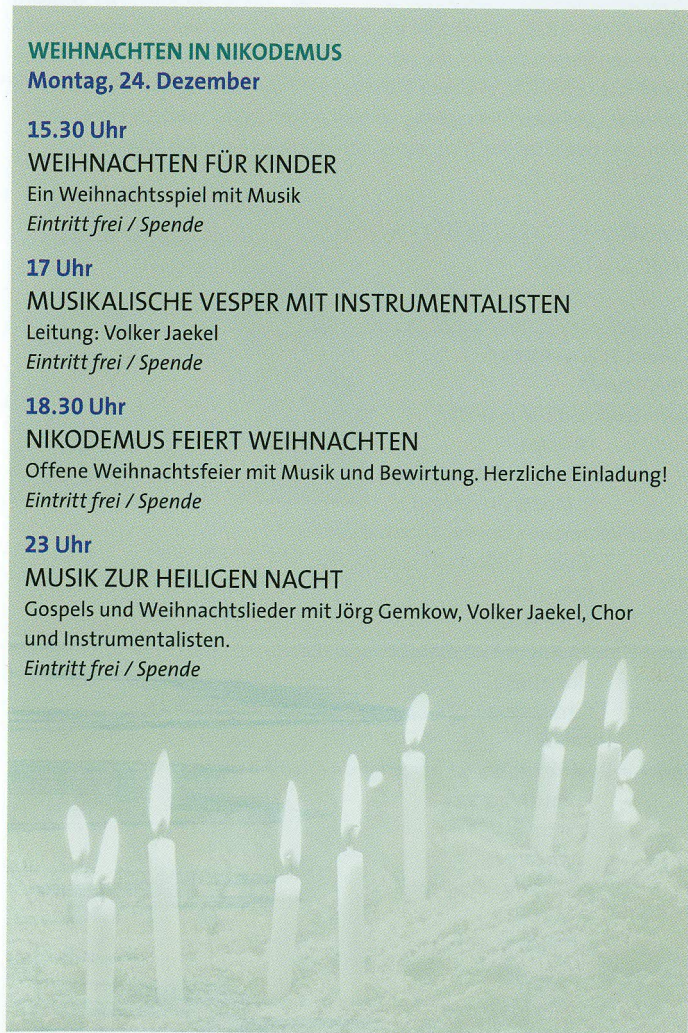 WEIHNACHTEN IN NIKODEMUS
Montag, 24. Dezember
15.30 Uhr
WEIHNACHTEN FÜR KINDER
Ein Weihnachtsspiel mit Musik
Eintritt frei / Spende
17 Uhr
MUSIKALISCHE VESPER MIT INSTRUMENTALISTEN
Leitung: Volker Jaekel
Eintritt frei / Spende
18.30 Uhr
NIKODEMUS FEIERT WEIHNACHTEN
Offene Weihnachtsfeier mit Musik und Bewirtung. Herzliche Einladung!
Eintritt frei / Spende
23 Uhr
MUSIK ZUR HEILIGEN NACHT
Gospels und Weihnachtslieder mit Jörg Gemkow, Volker Jaekel, Chor
und Instrumentalisten.
Eintritt frei / Spende